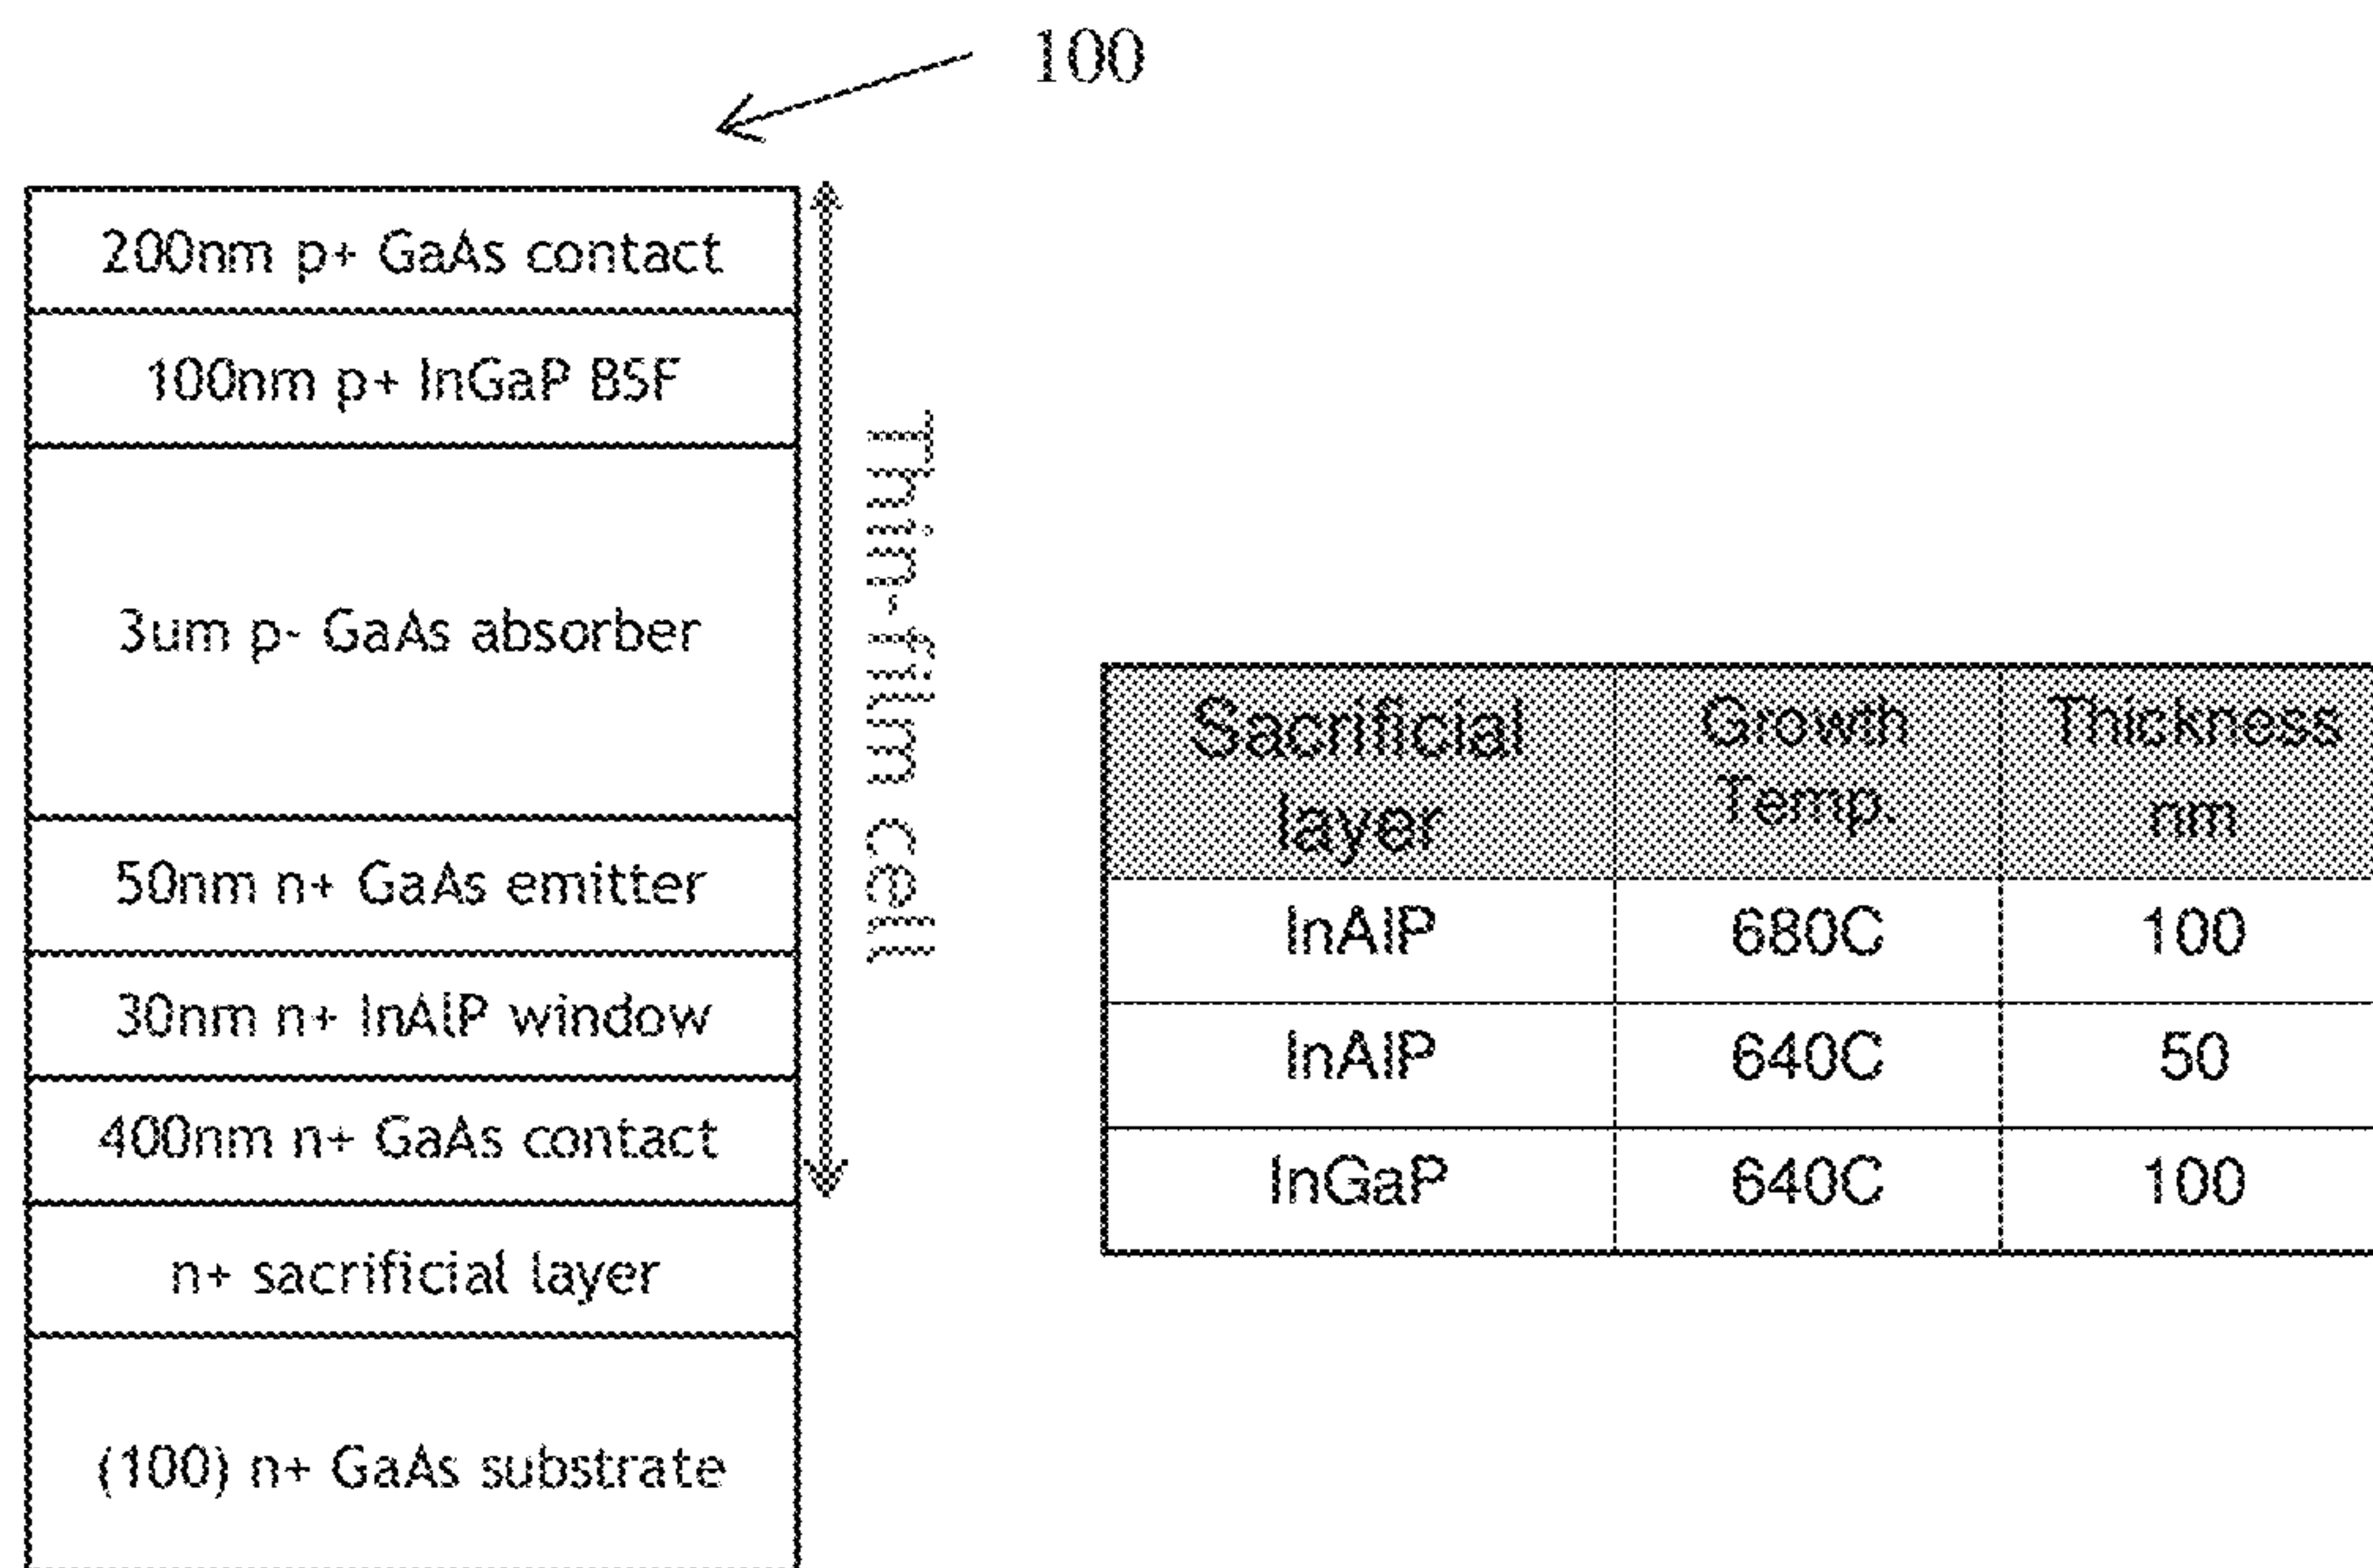 100
200nm p+ GaAs contact
100nm p+ InGaP BSF
3um p- GaAs absorber
50nm n+ GaAs emitter
30nm n+ InAlP window
400nm n+ GaAs contact
n+ sacrificial layer
(100) n+ GaAs substrate
Thin-film cell
Sacrificial layer Growth Temp. Thickness nm
InAlP 680C 100
InAlP 640C 50
InGaP 640C 100